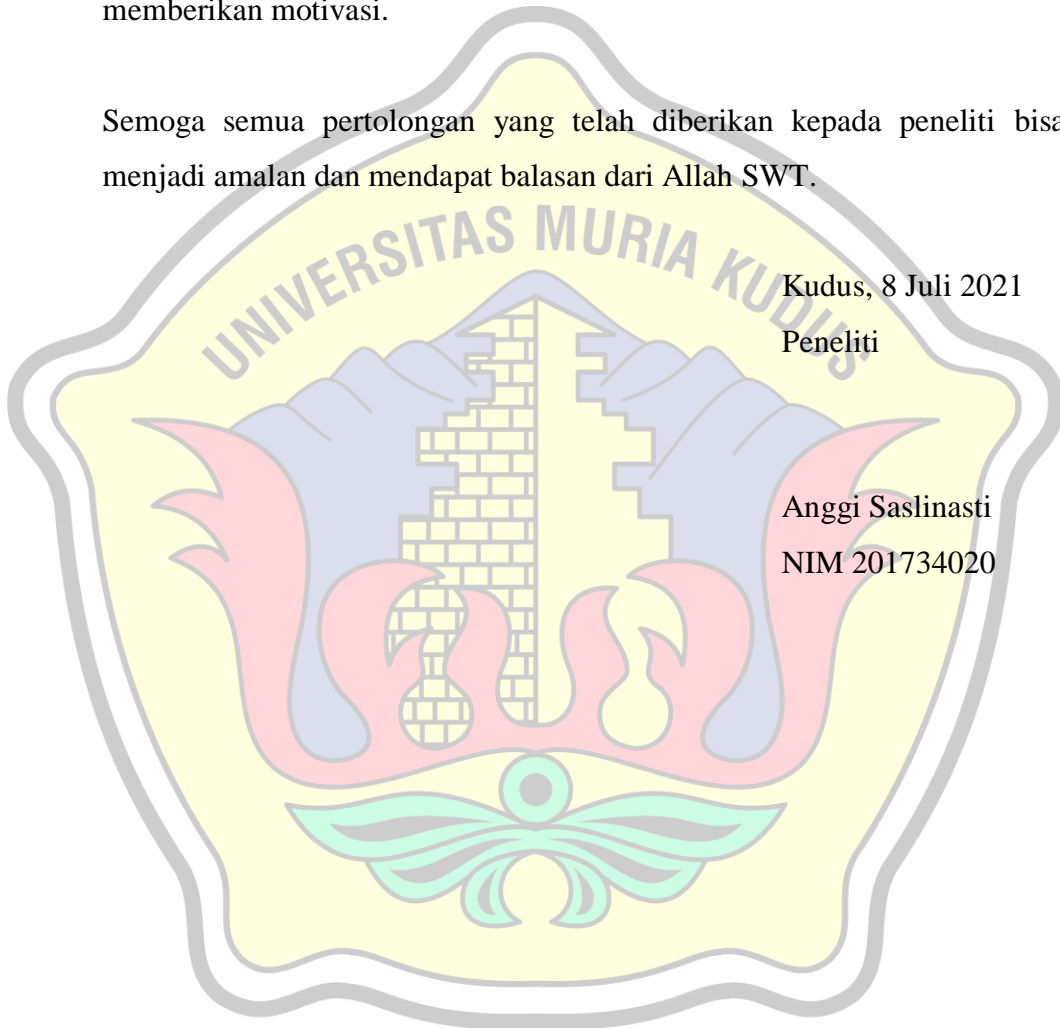 memberikan motivasi.
Semoga semua pertolongan yang telah diberikan kepada peneliti bisa
menjadi amalan dan mendapat balasan dari Allah SWT.
UNIVERSITAS MURIA KUDUS
Kudus, 8 Juli 2021
Peneliti
Anggi Saslinasti
NIM 201734020